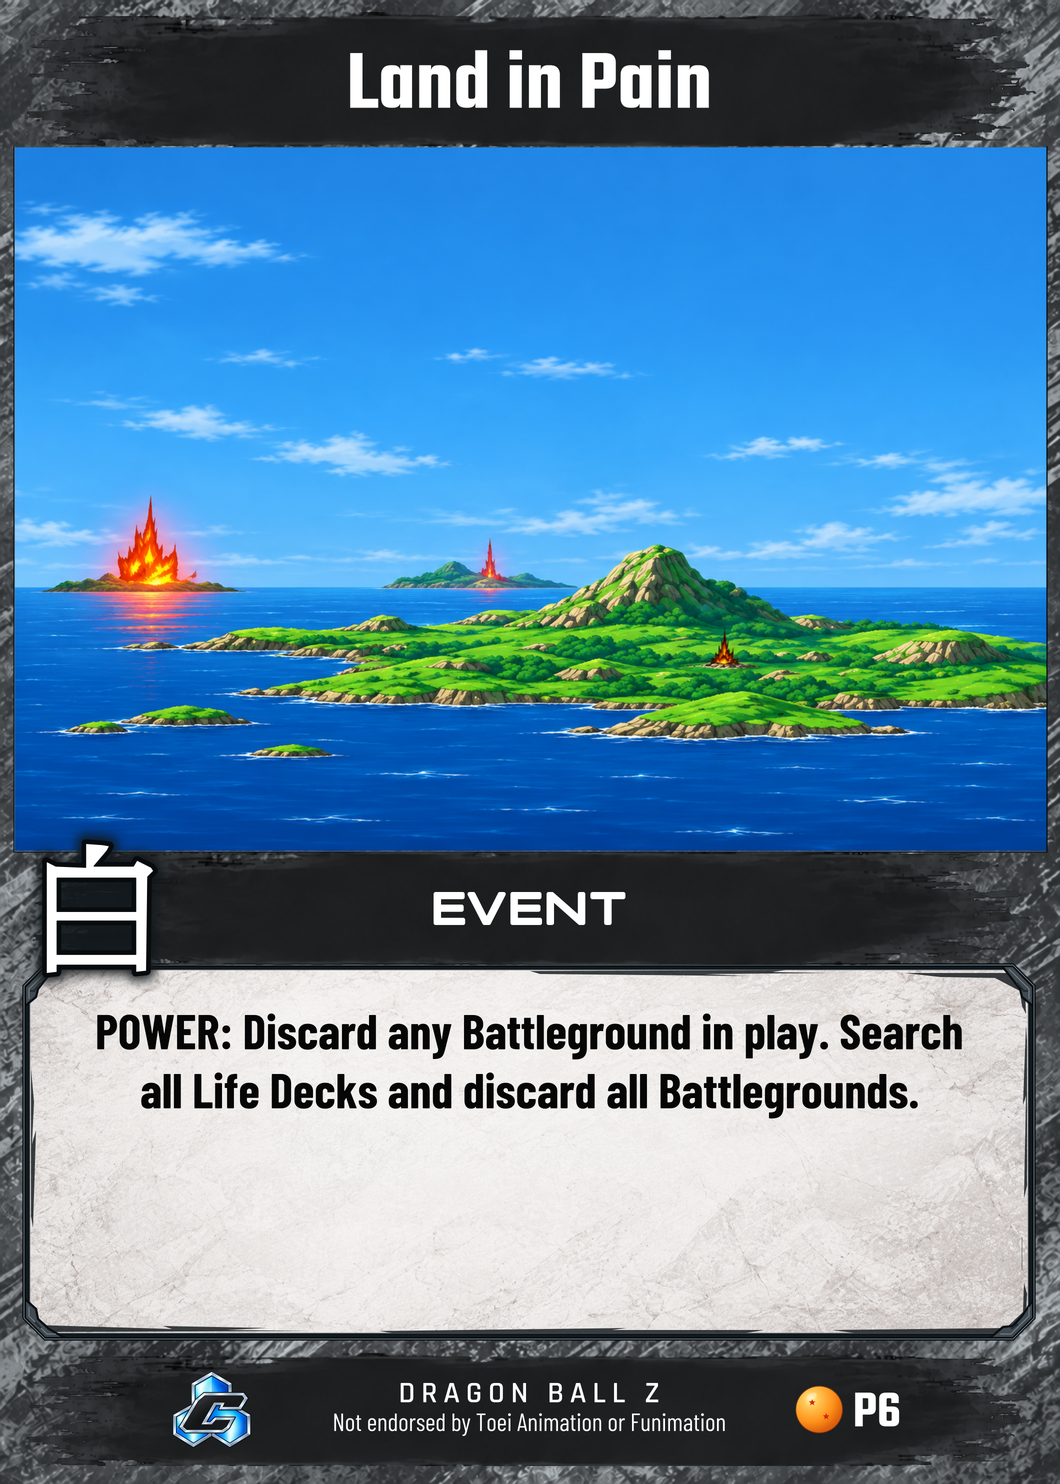 Land in Pain
白
EVENT
POWER: Discard any Battleground in play. Search
all Life Decks and discard all Battlegrounds.
G
DRAGON BALL Z
Not endorsed by Toei Animation or Funimation
P6